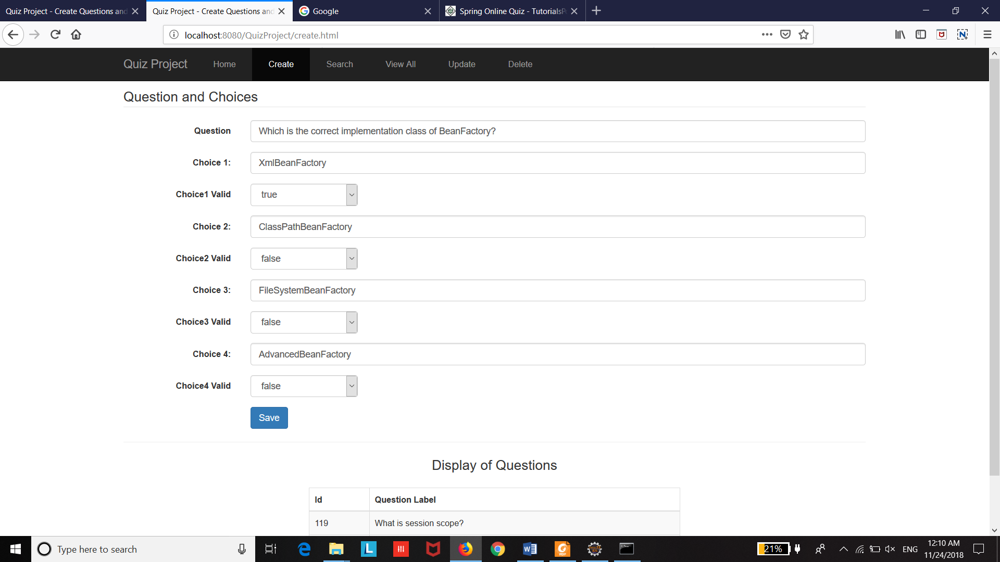 Quiz Project - Create Questions and
Quiz Project - Create Questions and
Google
Spring Online Quiz - TutorialsP
localhost:8080/QuizProject/create.html
Quiz Project
Home
Create
Search
View All
Update
Delete
Question and Choices
Question
Which is the correct implementation class of BeanFactory?
Choice 1:
XmlBeanFactory
Choice1 Valid
true
Choice 2:
ClassPathBeanFactory
Choice2 Valid
false
Choice 3:
FileSystemBeanFactory
Choice3 Valid
false
Choice 4:
AdvancedBeanFactory
Choice4 Valid
false
Save
Display of Questions
Id
Question Label
119
What is session scope?
Type here to search
21%
ENG
12:10 AM
11/24/2018